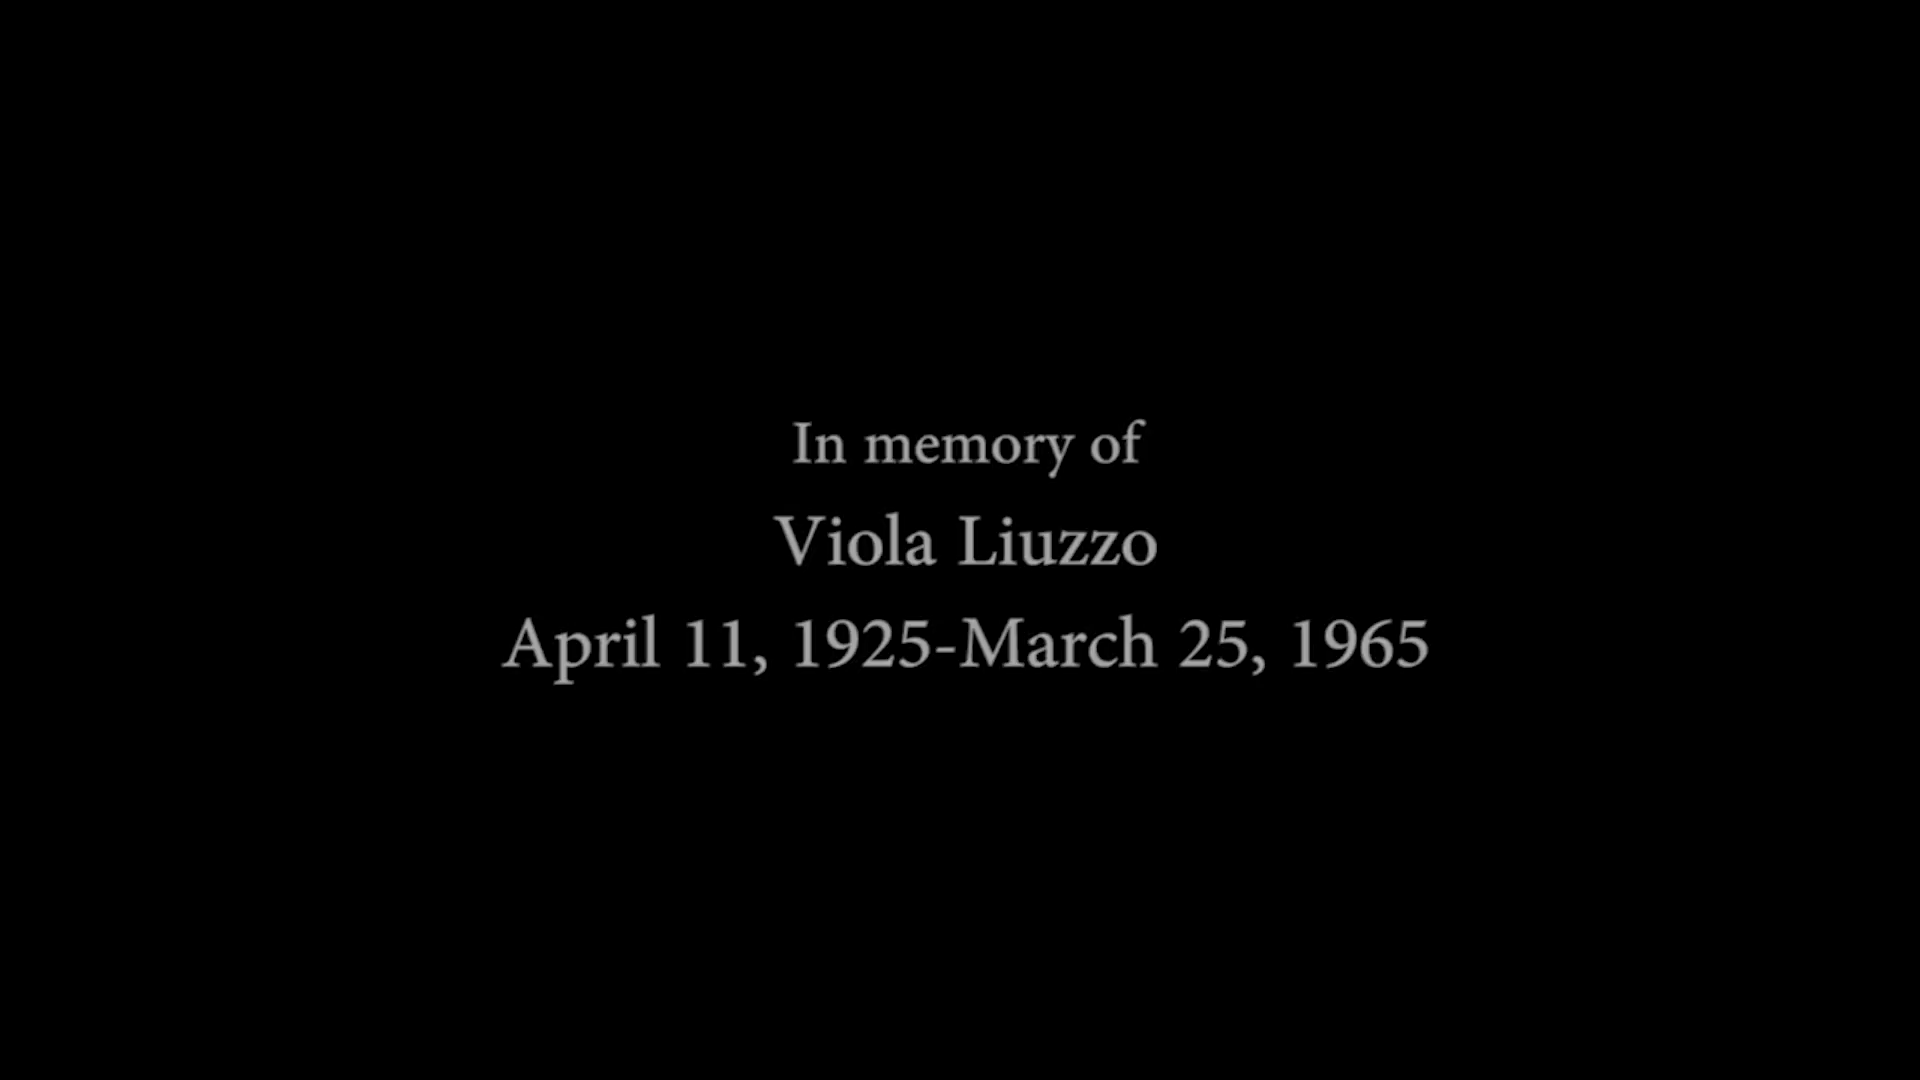 In memory of
Viola Liuzzo
April 11, 1925-March 25, 1965